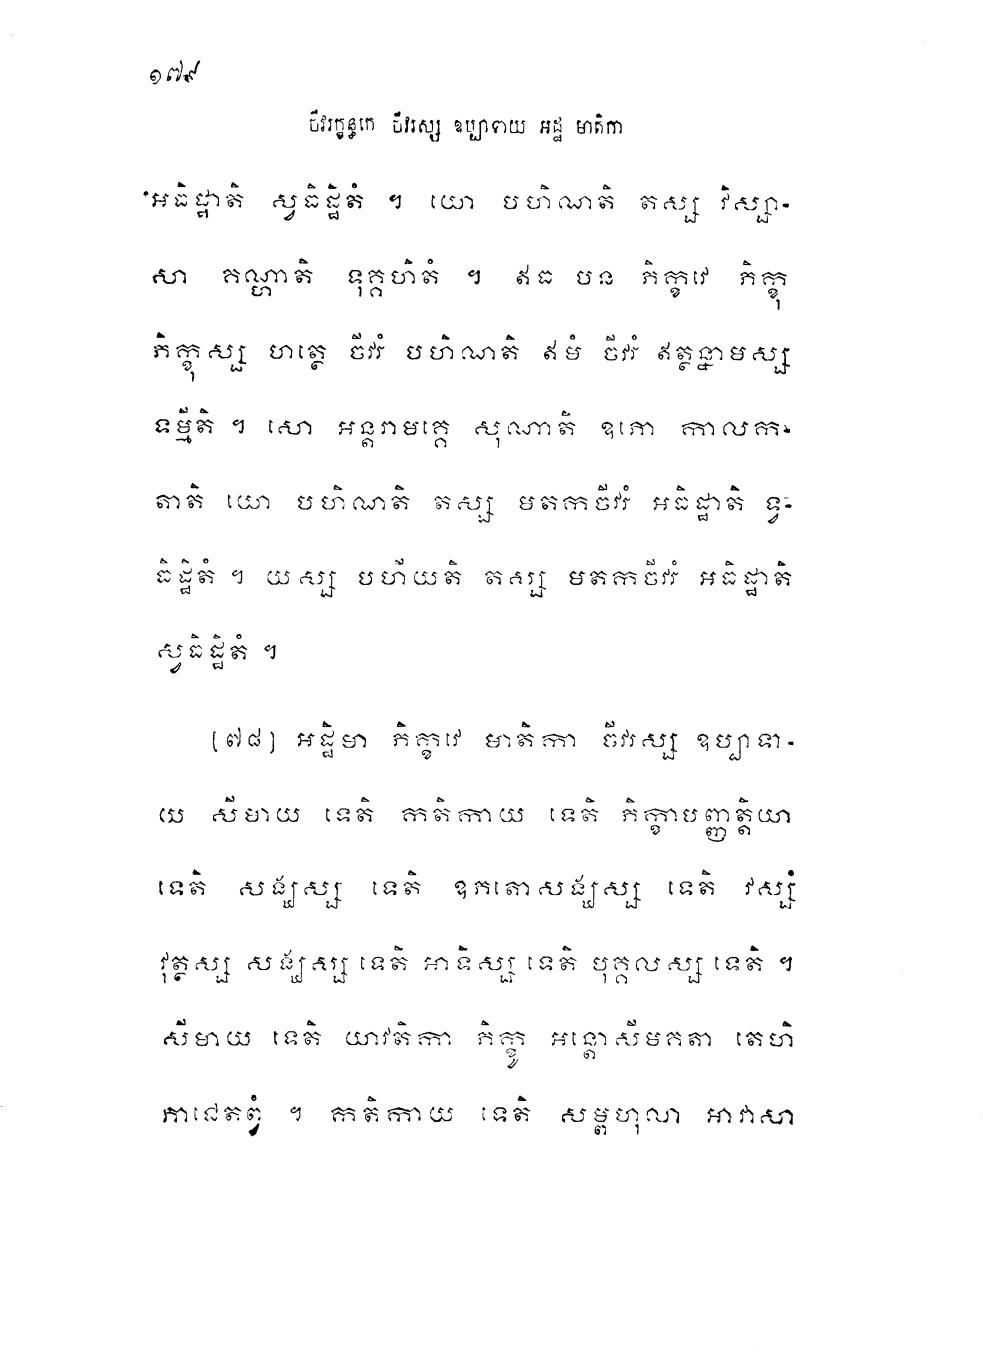 ១៧៩
ចីវរក្ខន្ធកេ ចីវរស្ស ឧប្បាទាយ អដ្ឋ មាតិកា
អធិដ្ឋាតិ ស្វធិដ្ឋិតំ ។ យោ បហិណតិ តស្ស វិស្សា-
សា គណ្ហាតិ ទុគ្គហិតំ ។ ឥធ បន ភិក្ខវេ ភិក្ខុ
ភិក្ខុស្ស ហត្ថេ ចីវរំ បហិណតិ ឥមំ ចីវរំ ឥត្ថន្នាមស្ស
ទម្មីតិ ។ សោ អន្តរាមគ្គេ សុណាតិ ឧភោ កាលក-
តាតិ យោ បហិណតិ តស្ស មតកចីវរំ អធិដ្ឋាតិ ទ្វ-
ធិដ្ឋិតំ ។ យស្ស បហីយតិ តស្ស មតកចីវរំ អធិដ្ឋាតិ
ស្វធិដ្ឋិតំ ។
[៧៨] អដ្ឋិមា ភិក្ខវេ មាតិកា ចីវរស្ស ឧប្បាទា-
យ សីមាយ ទេតិ កតិកាយ ទេតិ ភិក្ខាបញ្ញត្តិយា
ទេតិ សង្ឃស្ស ទេតិ ឧភតោសង្ឃស្ស ទេតិ វស្សំ
វុត្ថស្ស សង្ឃស្ស ទេតិ អាទិស្ស ទេតិ បុគ្គលស្ស ទេតិ ។
សីមាយ ទេតិ យាវតិកា ភិក្ខូ អន្តោសីមគតា តេហិ
ភាជេតព្វំ ។ កតិកាយ ទេតិ សម្ពហុលា អាវាសា